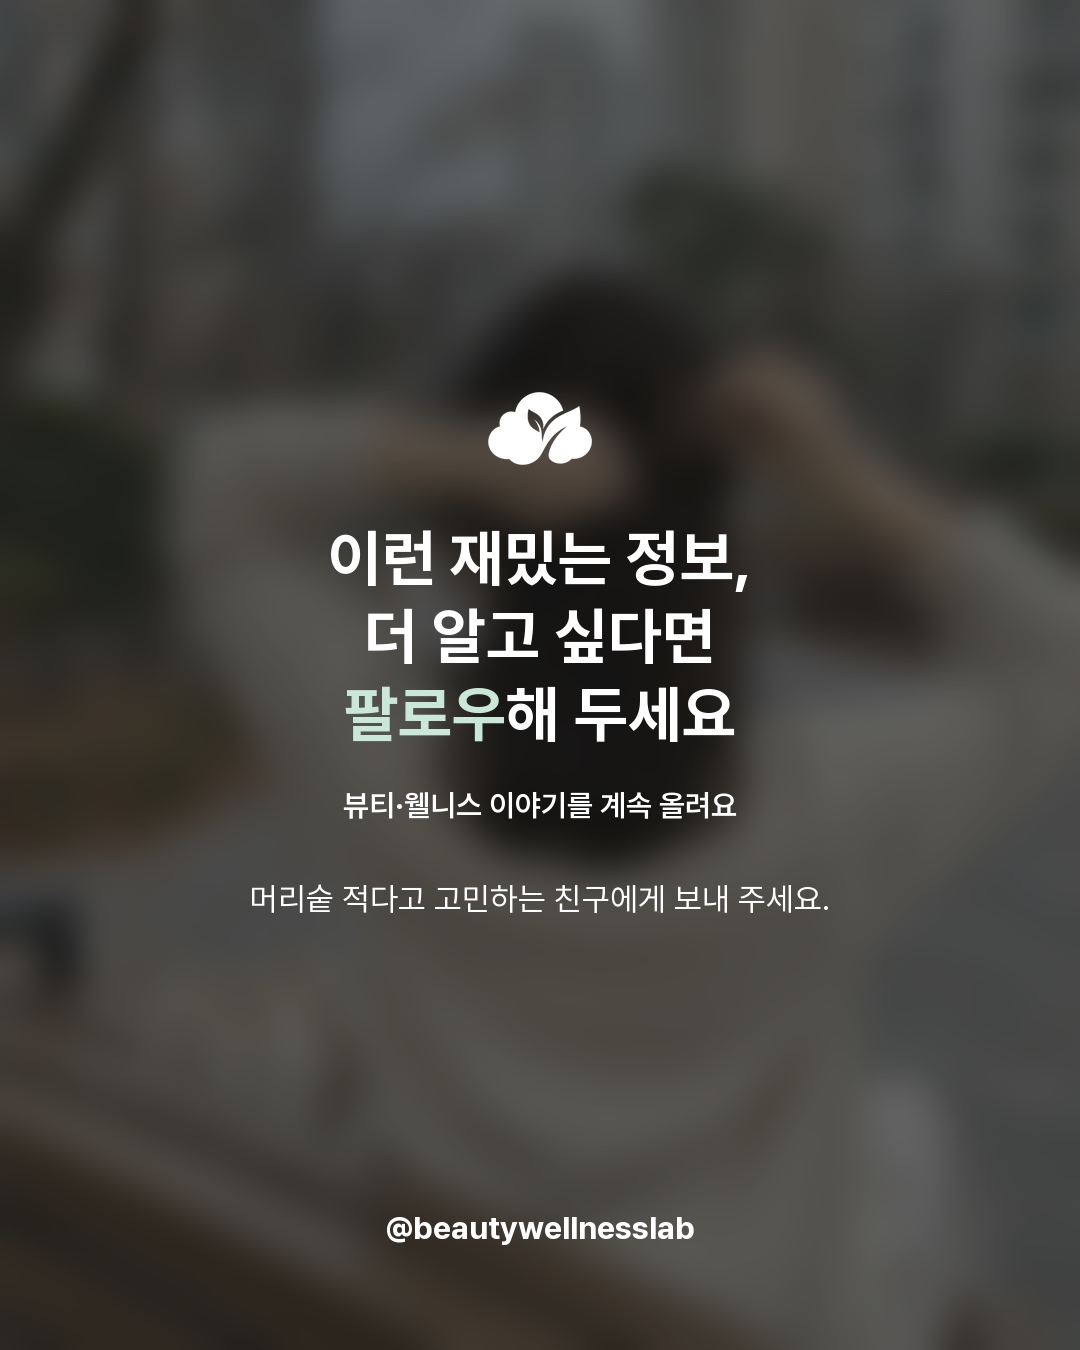 이런 재밌는 정보,
더 알고 싶다면
팔로우해 두세요
뷰티·웰니스 이야기를 계속 올려요
머리숱 적다고 고민하는 친구에게 보내 주세요.
@beautywellnesslab